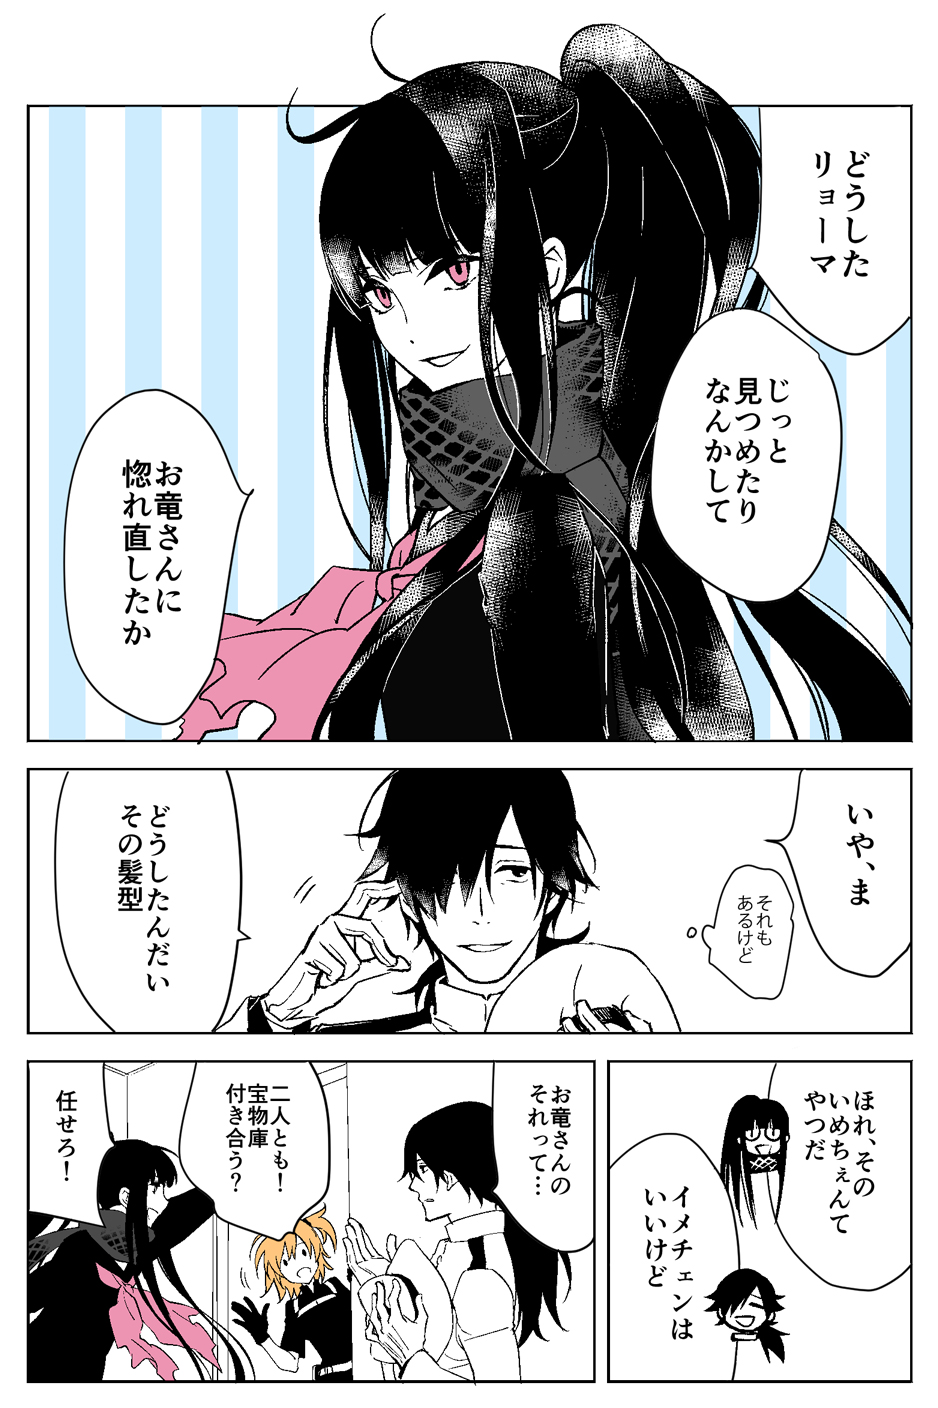 どうした
リョーマ
じっと
見つめたり
なんかして
お竜さんに
惚れ直したか
いや、ま
それも
あるけど
どうしたんだい
その髪型
ほれ、その
いめちぇんて
やつだ
イメチェンは
いいけど
お竜さんの
それって…
二人とも！
宝物庫
付き合う？
任せろ！